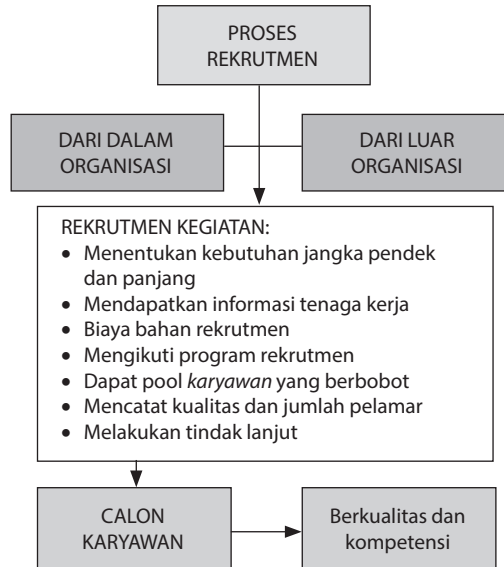 PROSES
REKRUTMEN
DARI DALAM
ORGANISASI
DARI LUAR
ORGANISASI
REKRUTMEN KEGIATAN:
• Menentukan kebutuhan jangka pendek
dan panjang
• Mendapatkan informasi tenaga kerja
• Biaya bahan rekrutmen
• Mengikuti program rekrutmen
• Dapat pool karyawan yang berbobot
• Mencatat kualitas dan jumlah pelamar
• Melakukan tindak lanjut
CALON
KARYAWAN
Berkualitas dan
kompetensi